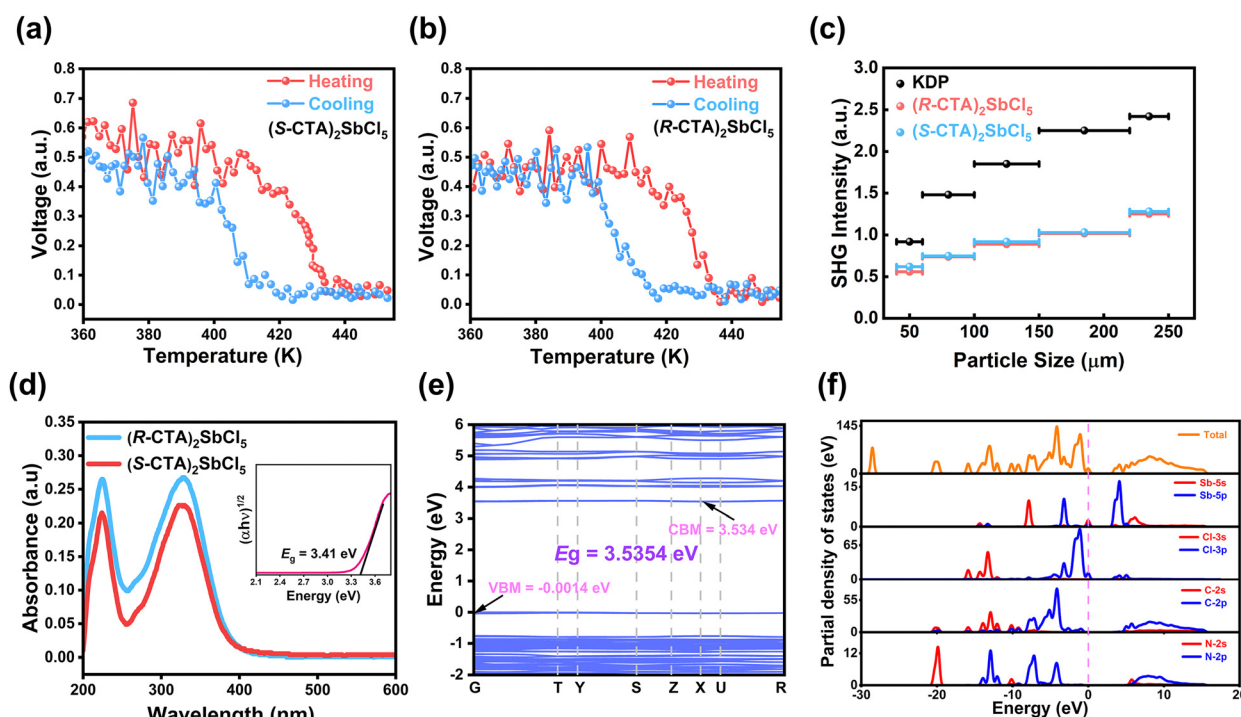 (a)
0.8
0.7
0.6
0.5
0.4
0.3
0.2
0.1
0.0
Voltage (a.u.)
Heating
Cooling
(S-CTA)₂SbCl₅
360 380 400 420 440
Temperature (K)
(b)
0.8
0.7
0.6
0.5
0.4
0.3
0.2
0.1
0.0
Voltage (a.u.)
Heating
Cooling
(R-CTA)₂SbCl₅
360 380 400 420 440
Temperature (K)
(c)
3.0
2.5
2.0
1.5
1.0
0.5
0.0
SHG Intensity (a.u.)
KDP
(R-CTA)₂SbCl₅
(S-CTA)₂SbCl₅
50 100 150 200 250
Particle Size (μm)
(d)
0.35
0.30
0.25
0.20
0.15
0.10
0.05
0.00
Absorbance (a.u)
(R-CTA)₂SbCl₅
(S-CTA)₂SbCl₅
(αhν)¹/²
Eg = 3.41 eV
2.1 2.4 2.7 3.0 3.3 3.6
Energy (eV)
200 300 400 500 600
Wavelength (nm)
(e)
6
5
4
3
2
1
0
-1
-2
Energy (eV)
CBM = 3.534 eV
Eg = 3.5354 eV
VBM = -0.0014 eV
G T Y S Z X U R
(f)
Partial density of states (eV)
145
0
Total
15
0
Sb-5s
Sb-5p
65
0
Cl-3s
Cl-3p
55
0
C-2s
C-2p
12
0
N-2s
N-2p
-30 -20 -10 0 10 20
Energy (eV)